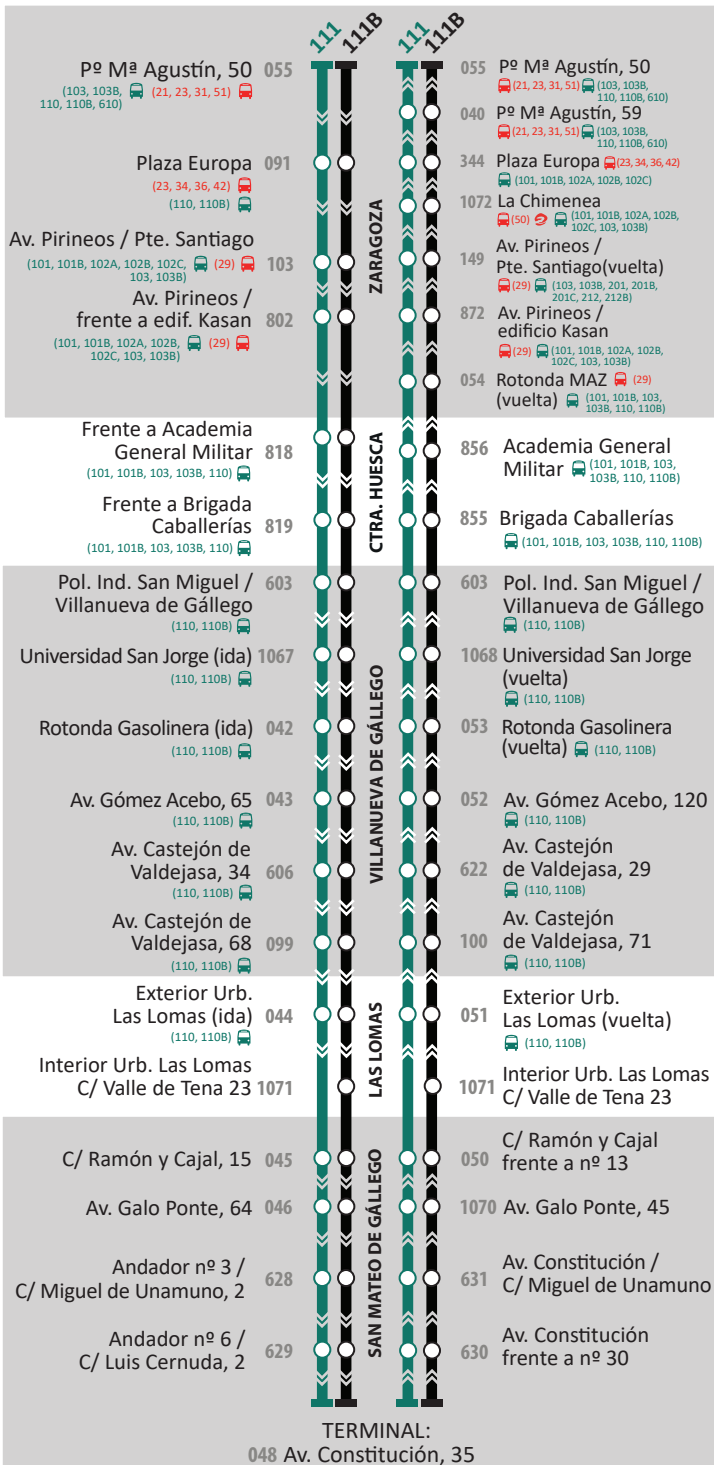 111 111B 111 111B
Pº Mª Agustín, 50 055
(103, 103B, (21, 23, 31, 51)
110, 110B, 610)
Plaza Europa 091
(23, 34, 36, 42)
(110, 110B)
Av. Pirineos / Pte. Santiago
(101, 101B, 102A, 102B, 102C, (29) 103
103, 103B)
Av. Pirineos /
frente a edif. Kasan 802
(101, 101B, 102A, 102B, (29)
102C, 103, 103B)
Frente a Academia
General Militar 818
(101, 101B, 103, 103B, 110)
Frente a Brigada
Caballerías 819
(101, 101B, 103, 103B, 110)
Pol. Ind. San Miguel / 603
Villanueva de Gállego
(110, 110B)
Universidad San Jorge (ida) 1067
(110, 110B)
Rotonda Gasolinera (ida) 042
(110, 110B)
Av. Gómez Acebo, 65 043
(110, 110B)
Av. Castejón de
Valdejasa, 34 606
(110, 110B)
Av. Castejón de
Valdejasa, 68 099
(110, 110B)
Exterior Urb.
Las Lomas (ida) 044
(110, 110B)
Interior Urb. Las Lomas
C/ Valle de Tena 23 1071
C/ Ramón y Cajal, 15 045
Av. Galo Ponte, 64 046
Andador nº 3 / 628
C/ Miguel de Unamuno, 2
Andador nº 6 / 629
C/ Luis Cernuda, 2
ZARAGOZA
CTRA. HUESCA
VILLANUEVA DE GÁLLEGO
LAS LOMAS
SAN MATEO DE GÁLLEGO
055 Pº Mª Agustín, 50
(21, 23, 31, 51) (103, 103B,
110, 110B, 610)
040 Pº Mª Agustín, 59
(21, 23, 31, 51) (103, 103B,
110, 110B, 610)
344 Plaza Europa (23, 34, 36, 42)
(101, 101B, 102A, 102B, 102C)
1072 La Chimenea
(50) (101, 101B, 102A, 102B,
102C, 103, 103B)
149 Av. Pirineos /
Pte. Santiago(vuelta)
(29) (103, 103B, 201, 201B,
201C, 212, 212B)
872 Av. Pirineos /
edificio Kasan
(29) (101, 101B, 102A, 102B,
102C, 103, 103B)
054 Rotonda MAZ (29)
(vuelta) (101, 101B, 103,
103B, 110, 110B)
856 Academia General
Militar (101, 101B, 103,
103B, 110, 110B)
855 Brigada Caballerías
(101, 101B, 103, 103B, 110, 110B)
603 Pol. Ind. San Miguel /
Villanueva de Gállego
(110, 110B)
1068 Universidad San Jorge
(vuelta)
(110, 110B)
053 Rotonda Gasolinera
(vuelta) (110, 110B)
052 Av. Gómez Acebo, 120
(110, 110B)
Av. Castejón
622 de Valdejasa, 29
(110, 110B)
Av. Castejón
100 de Valdejasa, 71
(110, 110B)
Exterior Urb.
051 Las Lomas (vuelta)
(110, 110B)
1071 Interior Urb. Las Lomas
C/ Valle de Tena 23
C/ Ramón y Cajal
050 frente a nº 13
1070 Av. Galo Ponte, 45
631 Av. Constitución /
C/ Miguel de Unamuno
630 Av. Constitución
frente a nº 30
TERMINAL:
048 Av. Constitución, 35